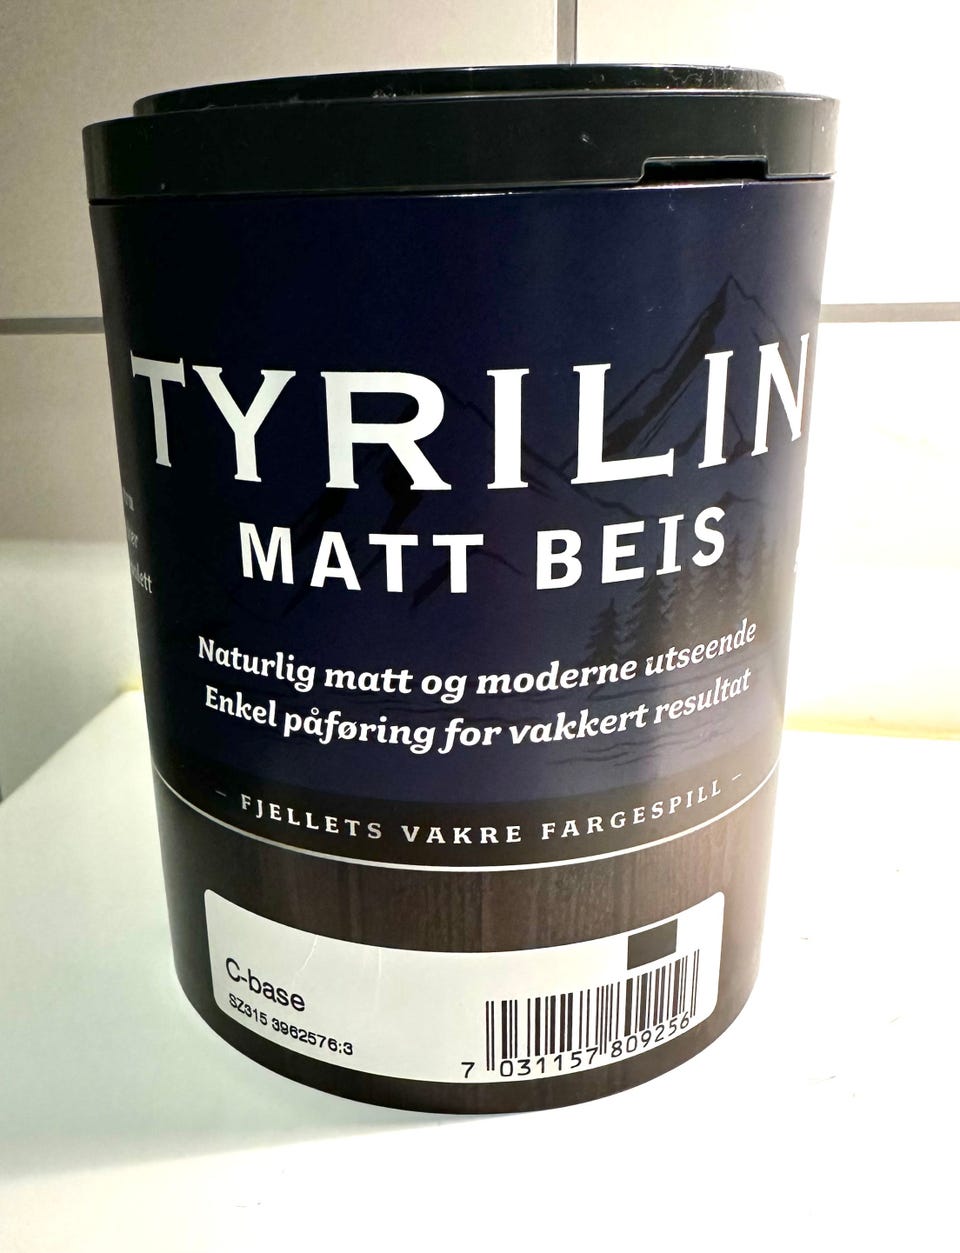 TYRILIN
MATT BEIS
Naturlig matt og moderne utseende
Enkel påføring for vakkert resultat
– FJELLETS VAKRE FARGESPILL –
C-base
SZ315 3962576:3
7 031157 809256